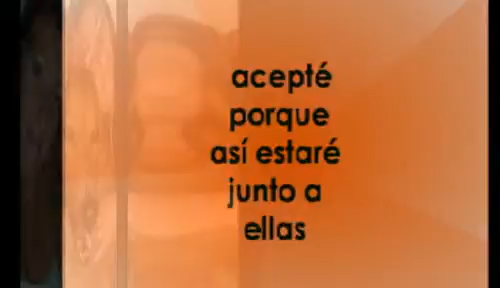 acepté
porque
así estaré
junto a
ellas